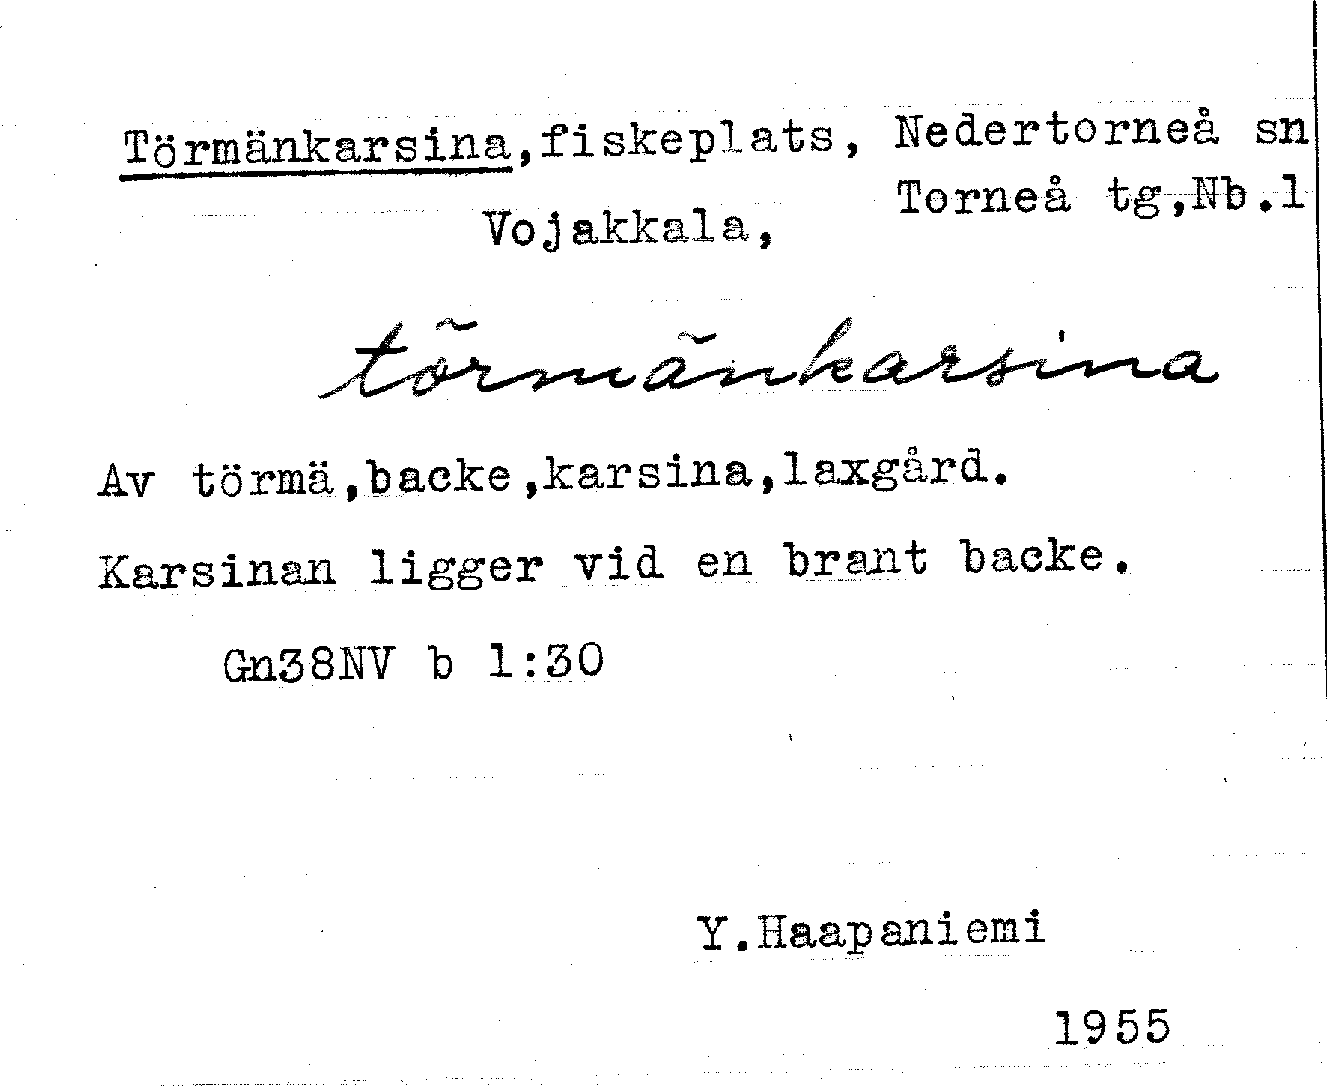 Törmänkarsina,fiskeplats, Nedertorneå sn
Vojakkala, Torneå tg,Nb.l
törmänkarsina
Av törmä,backe,karsina,laxgård.
Karsinan ligger vid en brant backe.
Gn38NV b 1:30
Y.Haapaniemi
1955